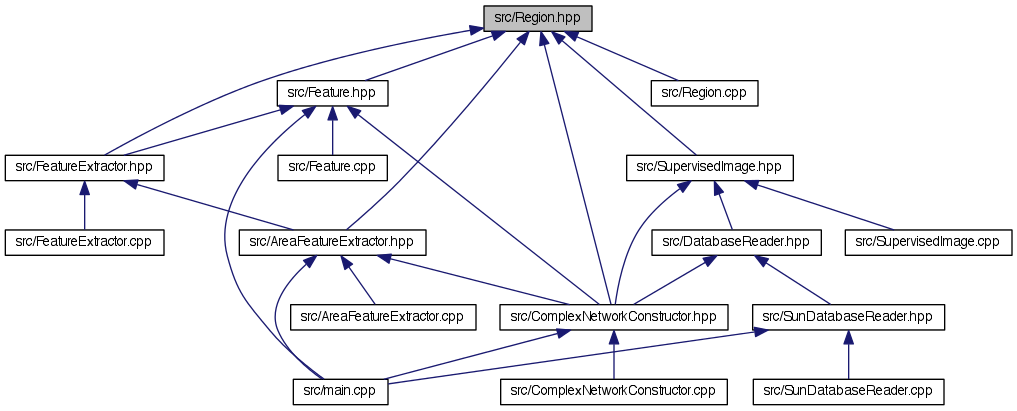 src/Region.hpp
src/Feature.hpp
src/Region.cpp
src/FeatureExtractor.hpp
src/Feature.cpp
src/SupervisedImage.hpp
src/FeatureExtractor.cpp
src/AreaFeatureExtractor.hpp
src/DatabaseReader.hpp
src/SupervisedImage.cpp
src/AreaFeatureExtractor.cpp
src/ComplexNetworkConstructor.hpp
src/SunDatabaseReader.hpp
src/main.cpp
src/ComplexNetworkConstructor.cpp
src/SunDatabaseReader.cpp